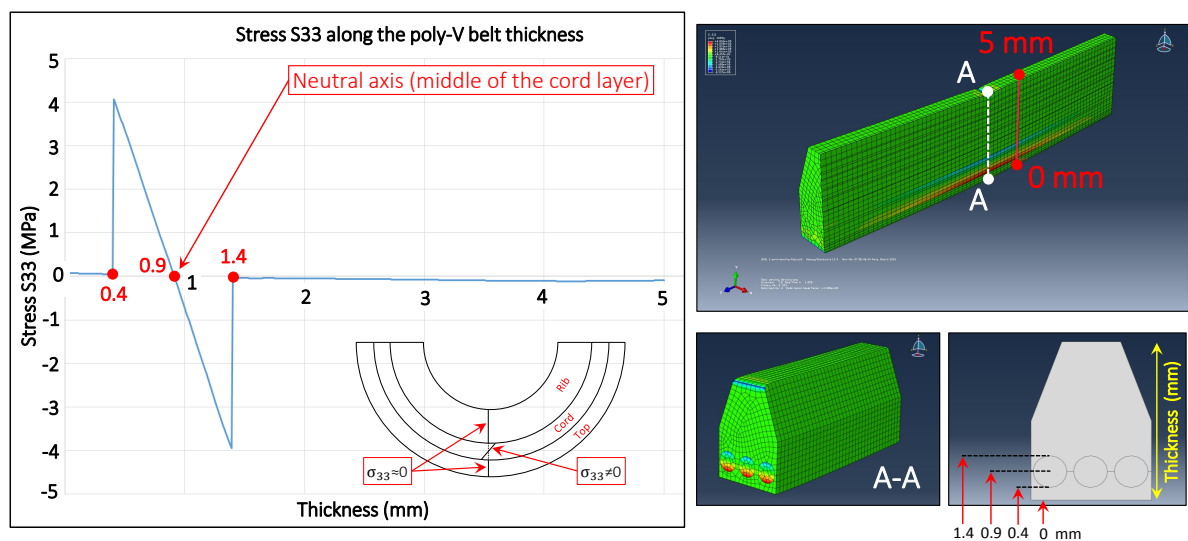 Stress S33 along the poly-V belt thickness
5
4
3
2
1
0
-1
-2
-3
-4
-5
Stress S33 (MPa)
Neutral axis (middle of the cord layer)
0.4
0.9
1.4
1
2
3
4
5
Rib
Cord
Top
σ33≈0
σ33≠0
Thickness (mm)
5 mm
A
0 mm
A
A-A
Thickness (mm)
1.4 0.9 0.4 0 mm